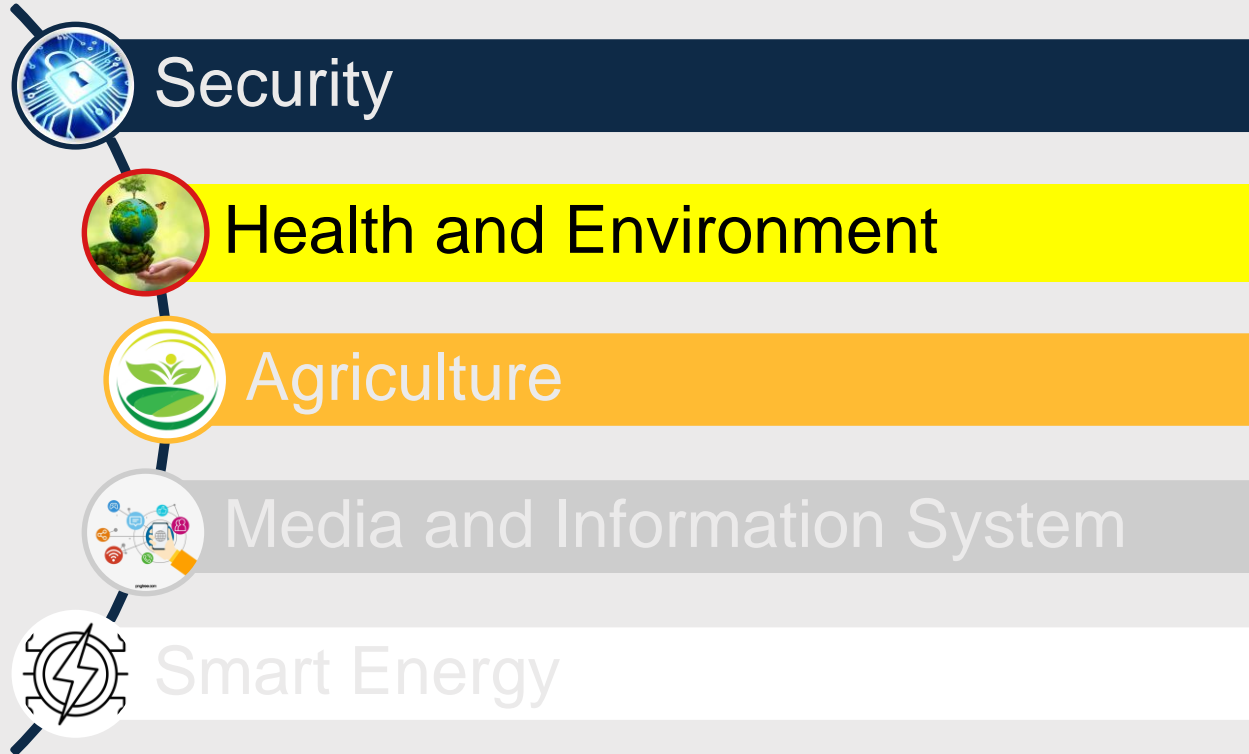 Security
Health and Environment
Agriculture
Media and Information System
Smart Energy